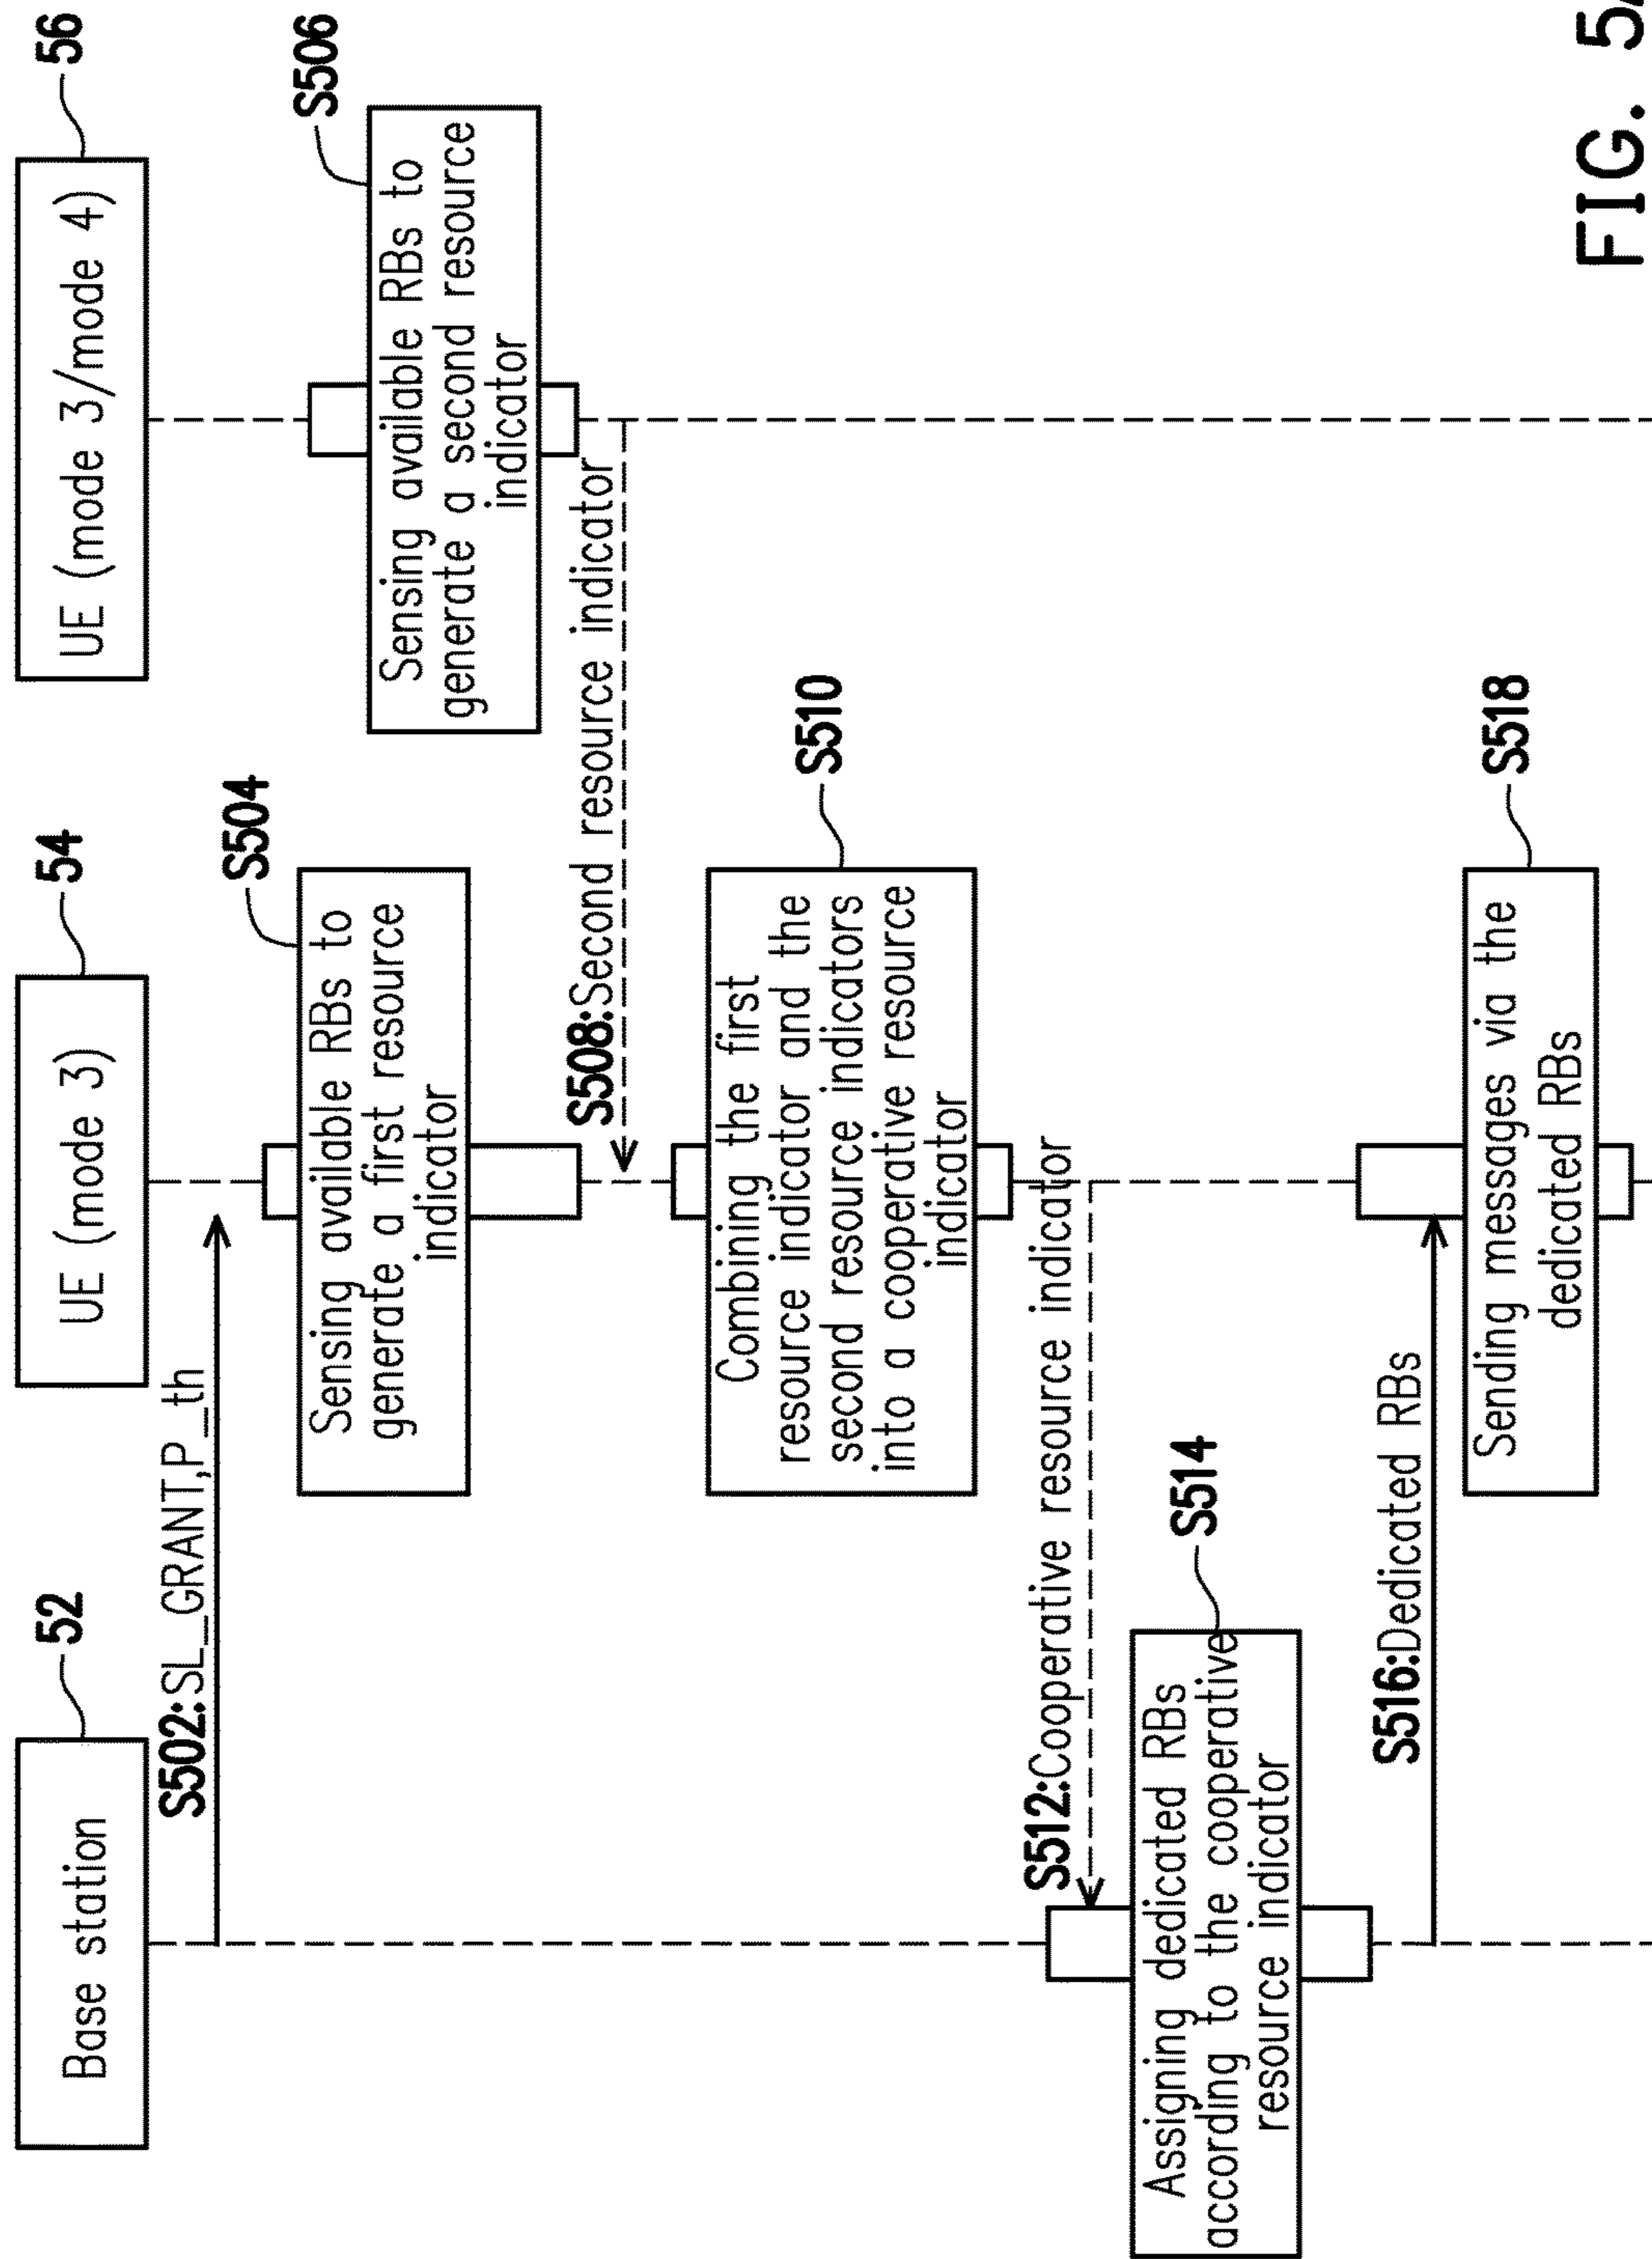 Base station
52
UE (mode 3)
54
UE (mode 3/mode 4)
56
S502:SL_GRANT,P_th
S504
Sensing available RBs to
generate a first resource
indicator
S506
Sensing available RBs to
generate a second resource
indicator
S508:Second resource indicator
S510
Combining the first
resource indicator and the
second resource indicators
into a cooperative resource
indicator
S512:Cooperative resource indicator
S514
Assigning dedicated RBs
according to the cooperative
resource indicator
S516:Dedicated RBs
S518
Sending messages via the
dedicated RBs
FIG. 5A